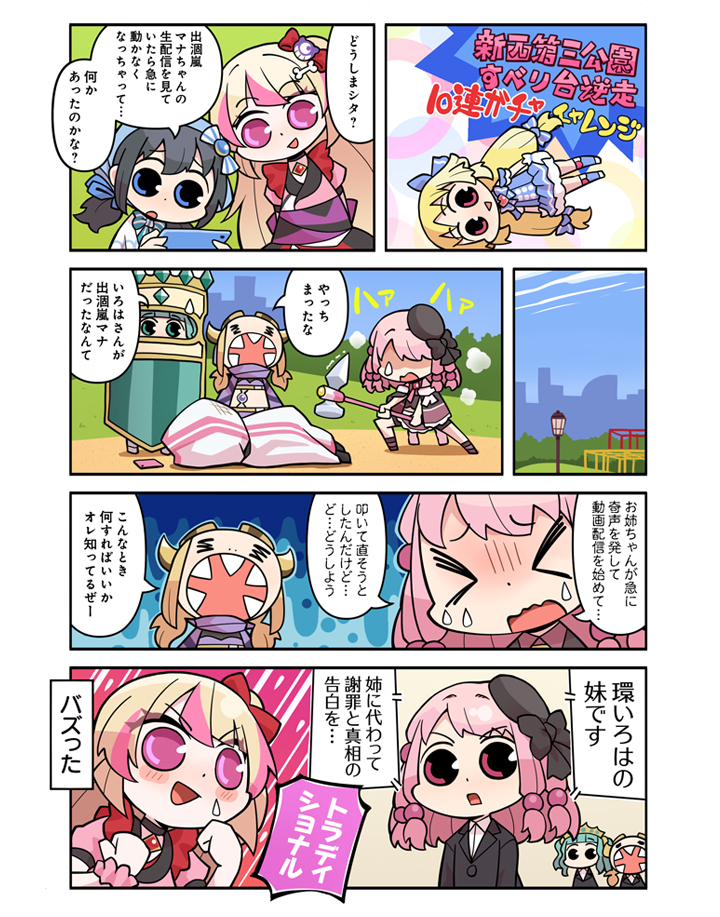 新西第三公園
すべり台逆走
10連ガチャ
チャレンジ
どうしまシタ？
出涸嵐
マナちゃんの
生配信を見て
いたら急に
動かなく
なっちゃって…
何か
あったのかな？
ハァ
ハァ
やっち
まったな
いろはさんが
出涸嵐マナ
だったなんて
お姉ちゃんが急に
奇声を発して
動画配信を始めて…
叩いて直そうと
したんだけど…
ど…どうしよう
こんなとき
何すればいいか
オレ知ってるぜー
環いろはの
妹です
姉に代わって
謝罪と真相の
告白を…
トラディ
ショナル
バズった